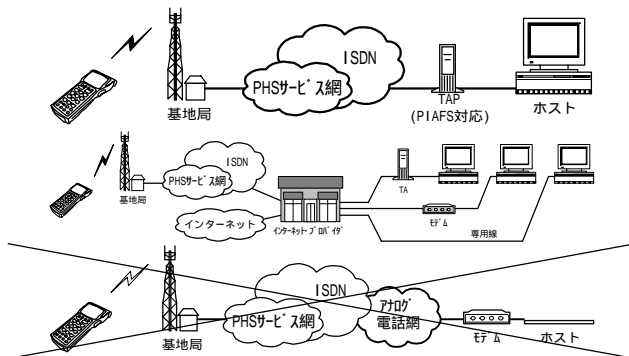 ISDN
PHSサービス網
基地局
TAP
(PIAFS対応)
ホスト
ISDN
PHSサービス網
基地局
インターネット
インターネットプロバイダ
TA
モデム
専用線
ISDN
PHSサービス網
アナログ
電話網
基地局
モデム
ホスト